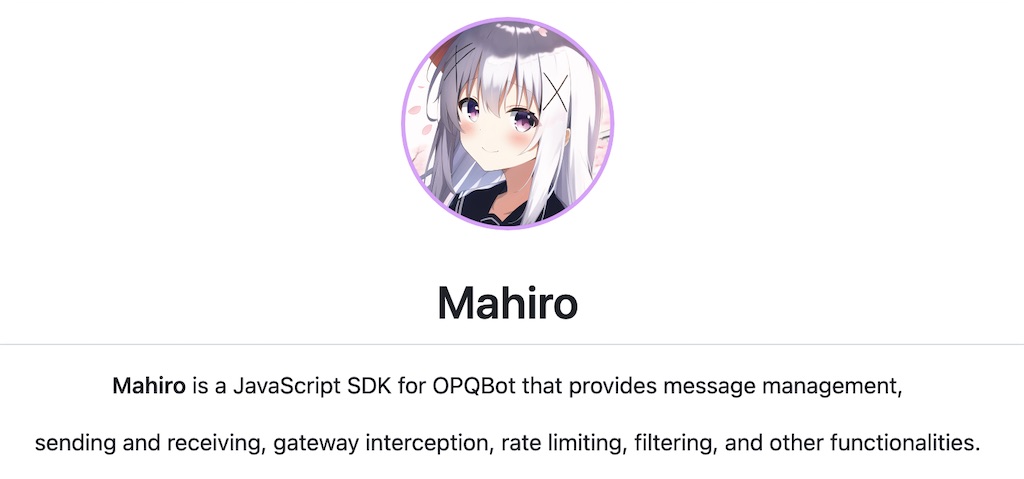 Mahiro
Mahiro is a JavaScript SDK for OPQBot that provides message management,
sending and receiving, gateway interception, rate limiting, filtering, and other functionalities.